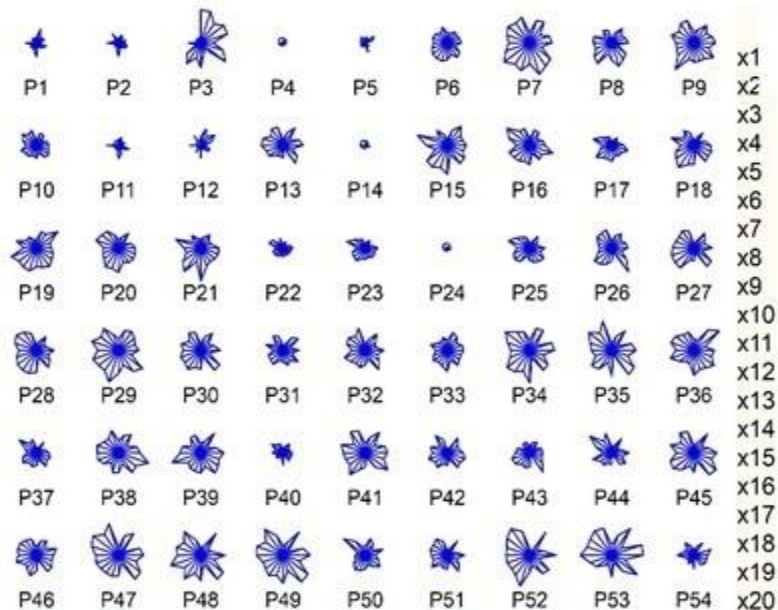 P1 P2 P3 P4 P5 P6 P7 P8 P9
P10 P11 P12 P13 P14 P15 P16 P17 P18
P19 P20 P21 P22 P23 P24 P25 P26 P27
P28 P29 P30 P31 P32 P33 P34 P35 P36
P37 P38 P39 P40 P41 P42 P43 P44 P45
P46 P47 P48 P49 P50 P51 P52 P53 P54
x1
x2
x3
x4
x5
x6
x7
x8
x9
x10
x11
x12
x13
x14
x15
x16
x17
x18
x19
x20